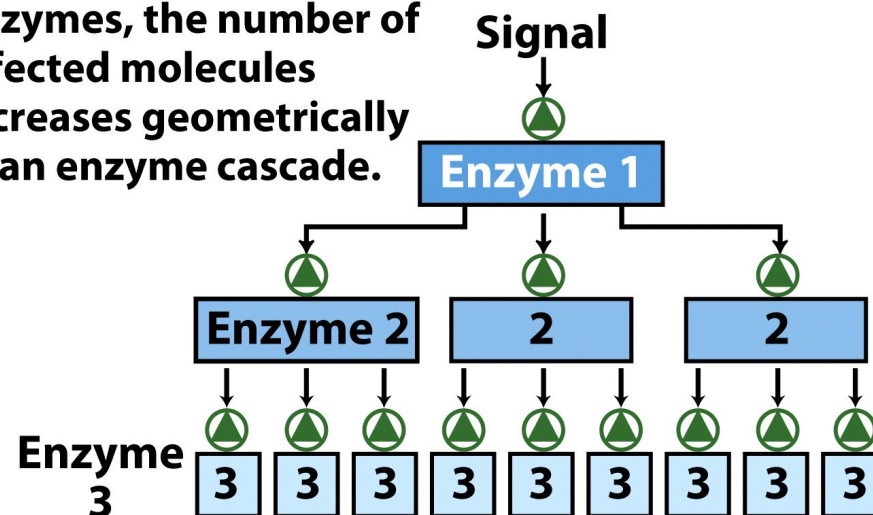 zymes, the number of
fected molecules
creases geometrically
an enzyme cascade.
Signal
Enzyme 1
Enzyme 2
2
2
Enzyme
3
3
3
3
3
3
3
3
3
3